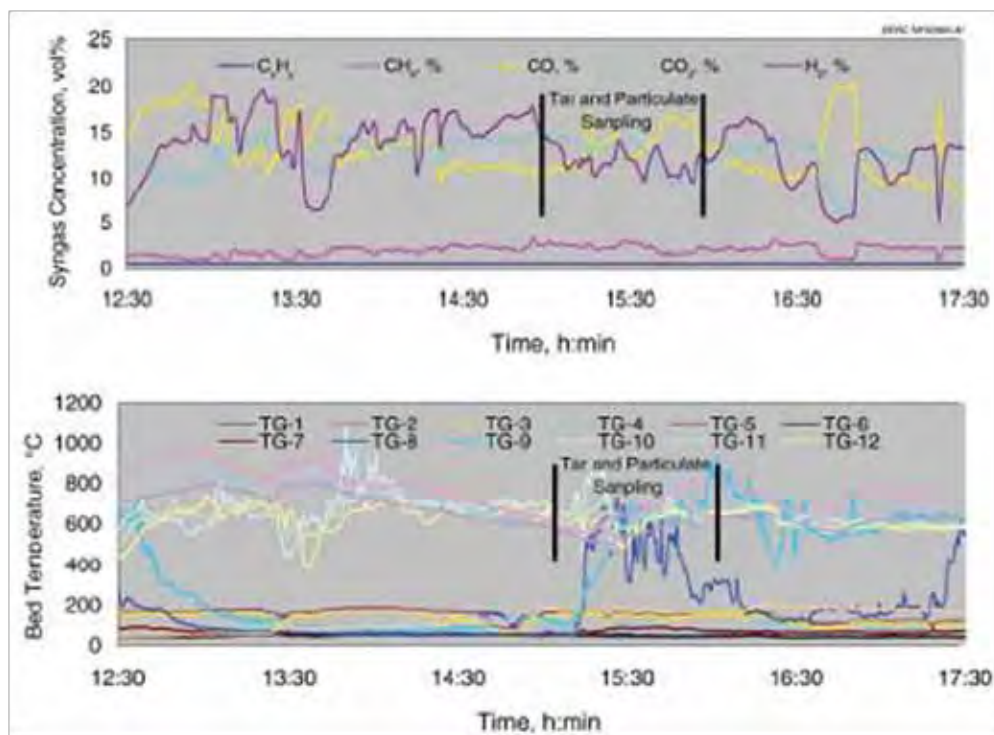 25
20
15
10
5
0
Syngas Concentration, vol%
CH₄, %
CO, %
CO₂, %
H₂, %
Tar and Particulate
Sampling
12:30
13:30
14:30
15:30
16:30
17:30
Time, h:min
1200
1000
800
600
400
200
0
Bed Temperature, °C
TG-1 TG-2 TG-3 TG-4 TG-5 TG-6
TG-7 TG-8 TG-9 TG-10 TG-11 TG-12
Tar and Particulate
Sampling
12:30
13:30
14:30
15:30
16:30
17:30
Time, h:min